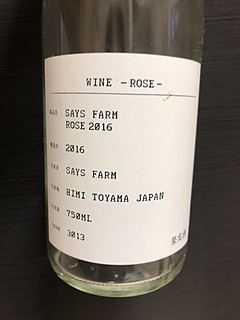 WINE -ROSE-
SAYS FARM
ROSE 2016
2016
SAYS FARM
HIMI TOYAMA JAPAN
750ML
3013
果実酒